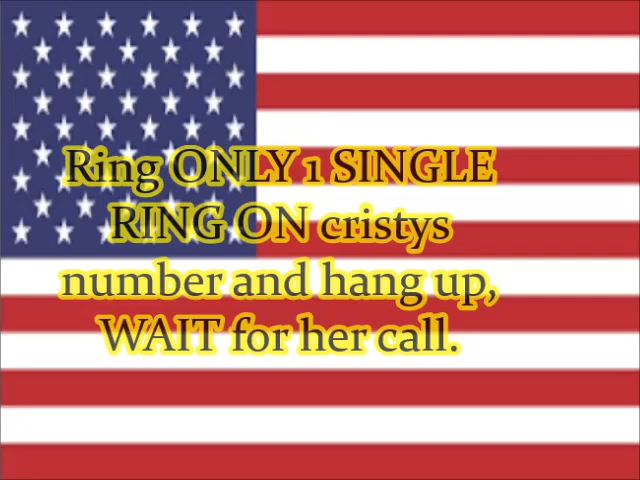 Ring ONLY 1 SINGLE
RING ON cristys
number and hang up,
WAIT for her call.